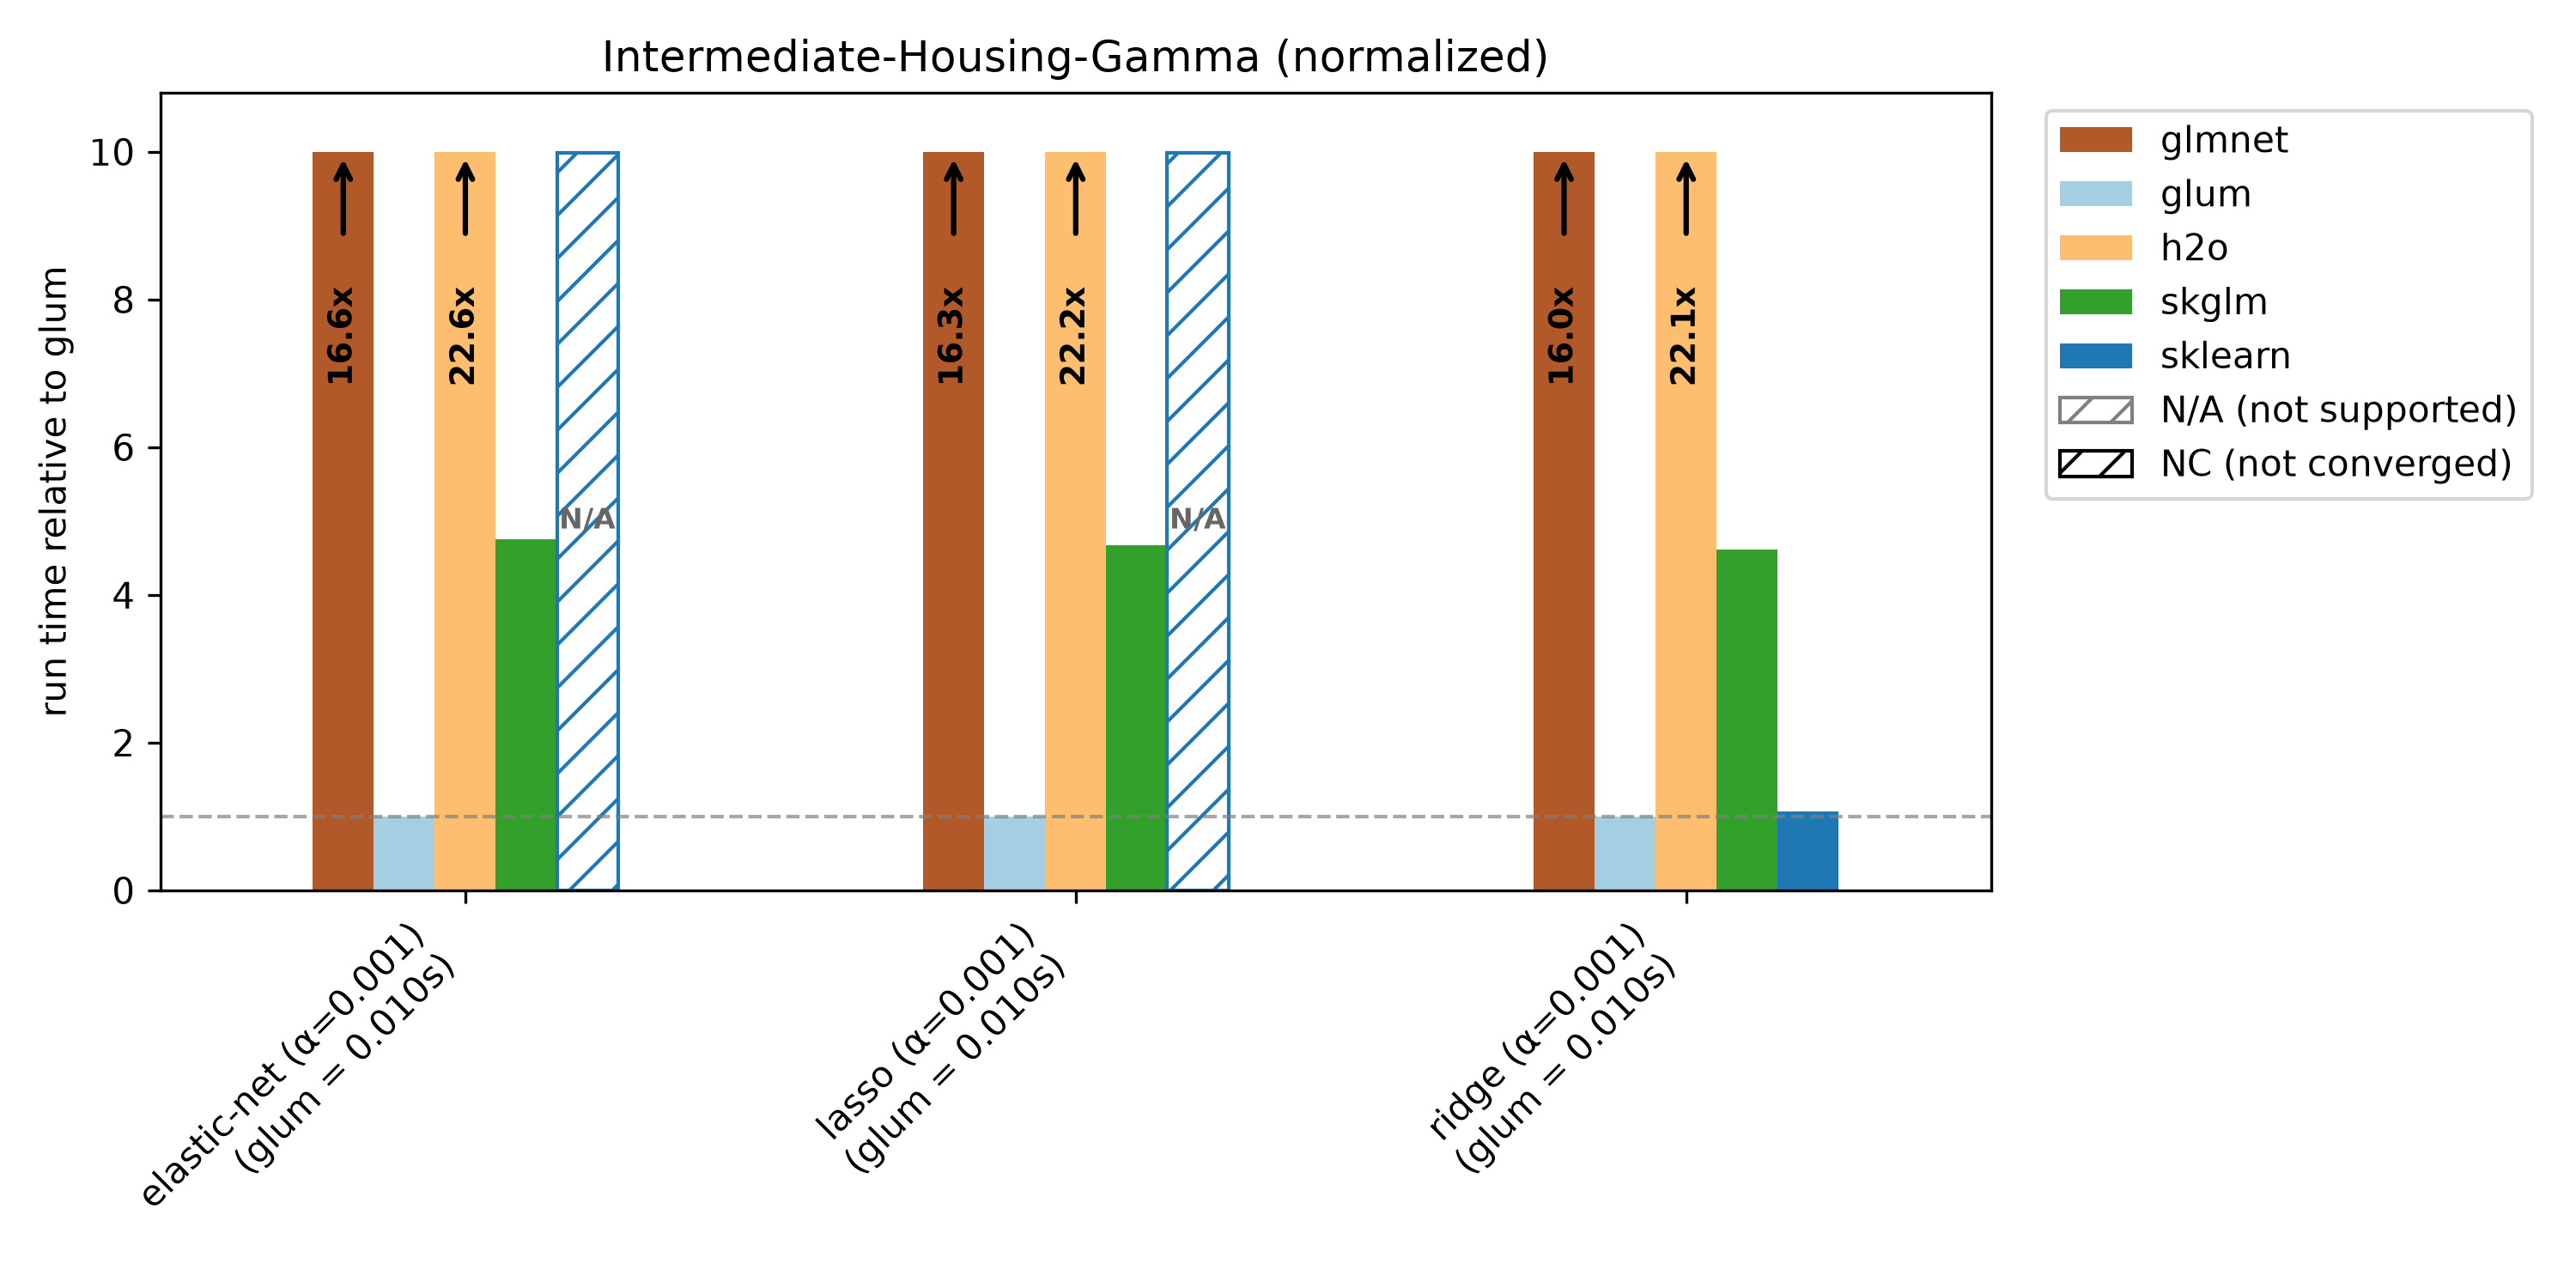 Intermediate-Housing-Gamma (normalized)
run time relative to glum
10
8
6
4
2
0
16.6x
22.6x
N/A
16.3x
22.2x
N/A
16.0x
22.1x
elastic-net (α=0.001)
(glum = 0.010s)
lasso (α=0.001)
(glum = 0.010s)
ridge (α=0.001)
(glum = 0.010s)
glmnet
glum
h2o
skglm
sklearn
N/A (not supported)
NC (not converged)